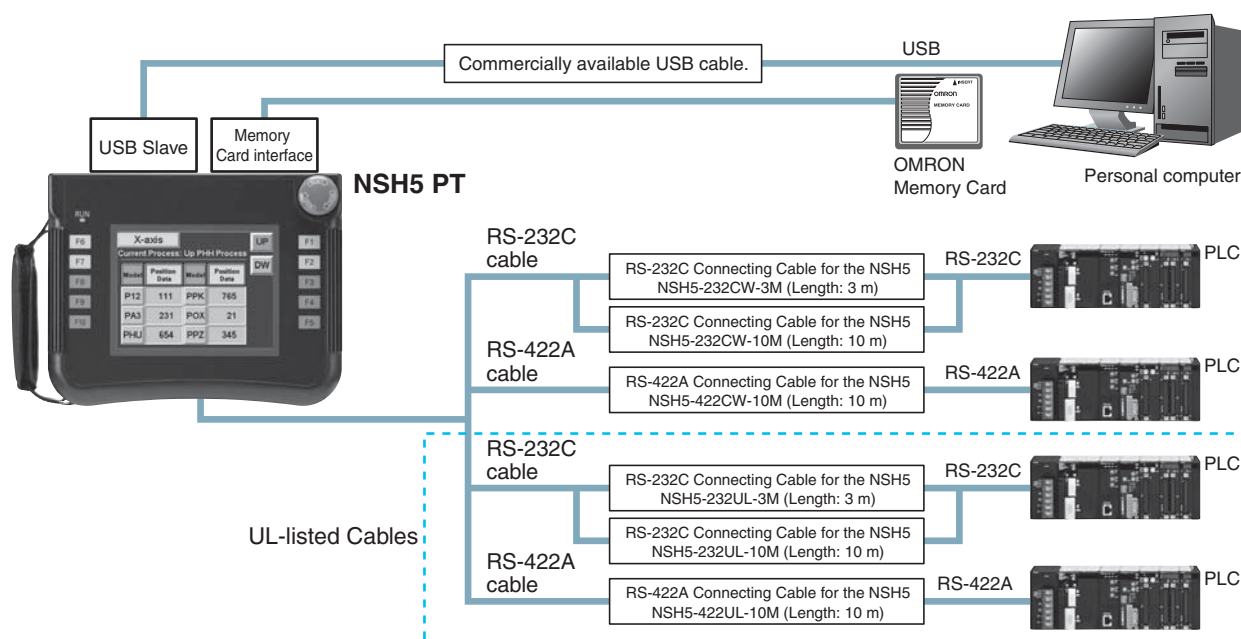 Commercially available USB cable.
USB
INSERT
OMRON
MEMORY CARD
OMRON
Memory Card
Personal computer
USB Slave
Memory
Card interface
NSH5 PT
RUN
F6
F7
F8
F9
F10
X-axis
UP
Current Process: Up PHH Process
DW
Model
Position
Data
Model
Position
Data
P12
111
PPK
765
PA3
231
POX
21
PHU
654
PPZ
345
F1
F2
F3
F4
F5
RS-232C
cable
RS-232C Connecting Cable for the NSH5
NSH5-232CW-3M (Length: 3 m)
RS-232C
PLC
RS-232C Connecting Cable for the NSH5
NSH5-232CW-10M (Length: 10 m)
RS-422A
cable
RS-422A Connecting Cable for the NSH5
NSH5-422CW-10M (Length: 10 m)
RS-422A
PLC
UL-listed Cables
RS-232C
cable
RS-232C Connecting Cable for the NSH5
NSH5-232UL-3M (Length: 3 m)
RS-232C
PLC
RS-232C Connecting Cable for the NSH5
NSH5-232UL-10M (Length: 10 m)
RS-422A
cable
RS-422A Connecting Cable for the NSH5
NSH5-422UL-10M (Length: 10 m)
RS-422A
PLC